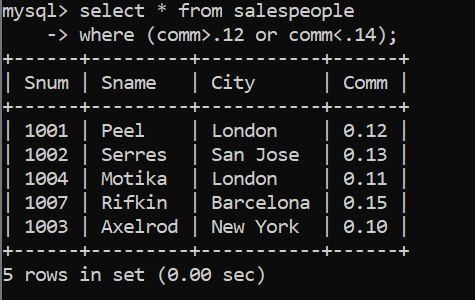 mysql> select * from salespeople
    -> where (comm>.12 or comm<.14);
+------+---------+-----------+------+
| Snum | Sname   | City      | Comm |
+------+---------+-----------+------+
| 1001 | Peel    | London    | 0.12 |
| 1002 | Serres  | San Jose  | 0.13 |
| 1004 | Motika  | London    | 0.11 |
| 1007 | Rifkin  | Barcelona | 0.15 |
| 1003 | Axelrod | New York  | 0.10 |
+------+---------+-----------+------+
5 rows in set (0.00 sec)